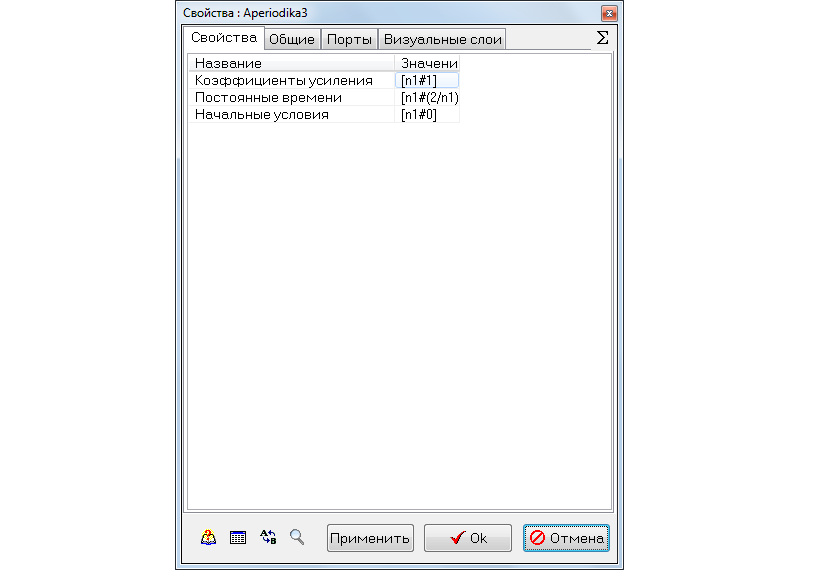 Свойства : Aperiodika3
Свойства Общие Порты Визуальные слои Σ
Название Значени
Коэффициенты усиления [n1#1]
Постоянные времени [n1#(2/n1)
Начальные условия [n1#0]
Применить Ok Отмена